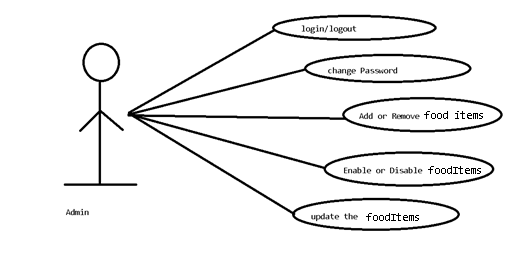 login/logout
change Password
Add or Remove food items
Enable or Disable foodItems
update the foodItems
Admin